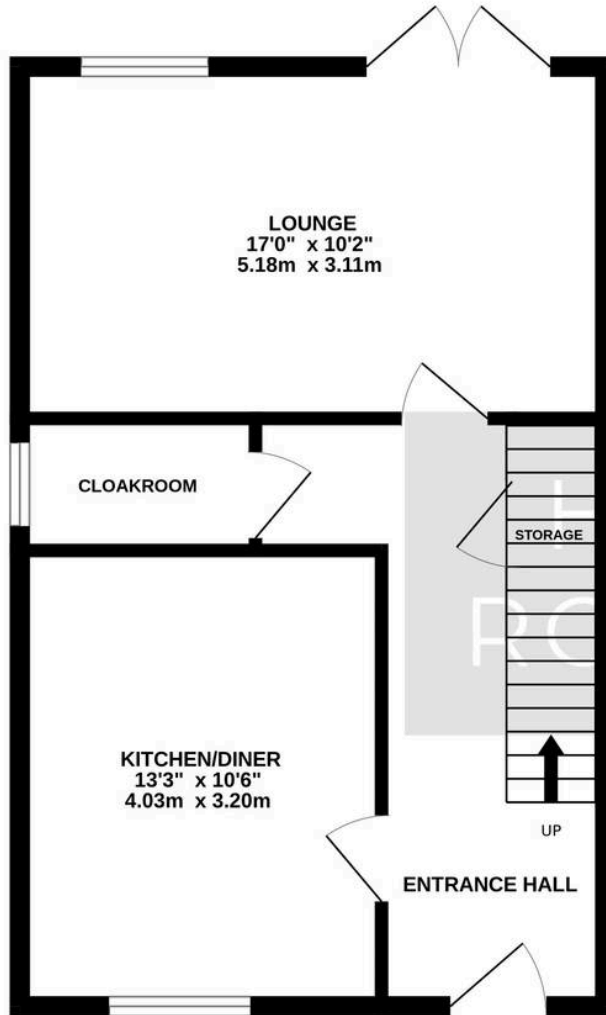 LOUNGE
17'0" x 10'2"
5.18m x 3.11m
CLOAKROOM
STORAGE
KITCHEN/DINER
13'3" x 10'6"
4.03m x 3.20m
UP
ENTRANCE HALL